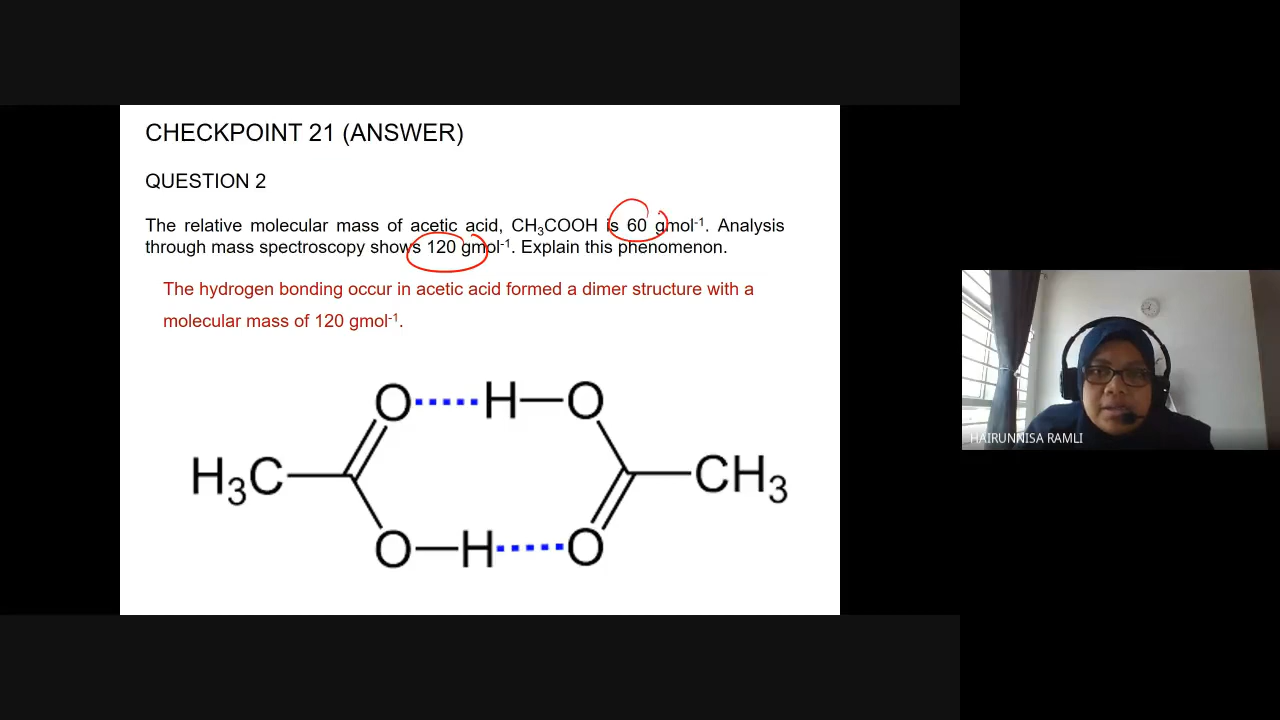 CHECKPOINT 21 (ANSWER)
QUESTION 2
The relative molecular mass of acetic acid, CH₃COOH is 60 gmol⁻¹. Analysis
through mass spectroscopy shows 120 gmol⁻¹. Explain this phenomenon.
The hydrogen bonding occur in acetic acid formed a dimer structure with a
molecular mass of 120 gmol⁻¹.
O H O
H₃C CH₃
O H O
HAIRUNNISA RAMLI